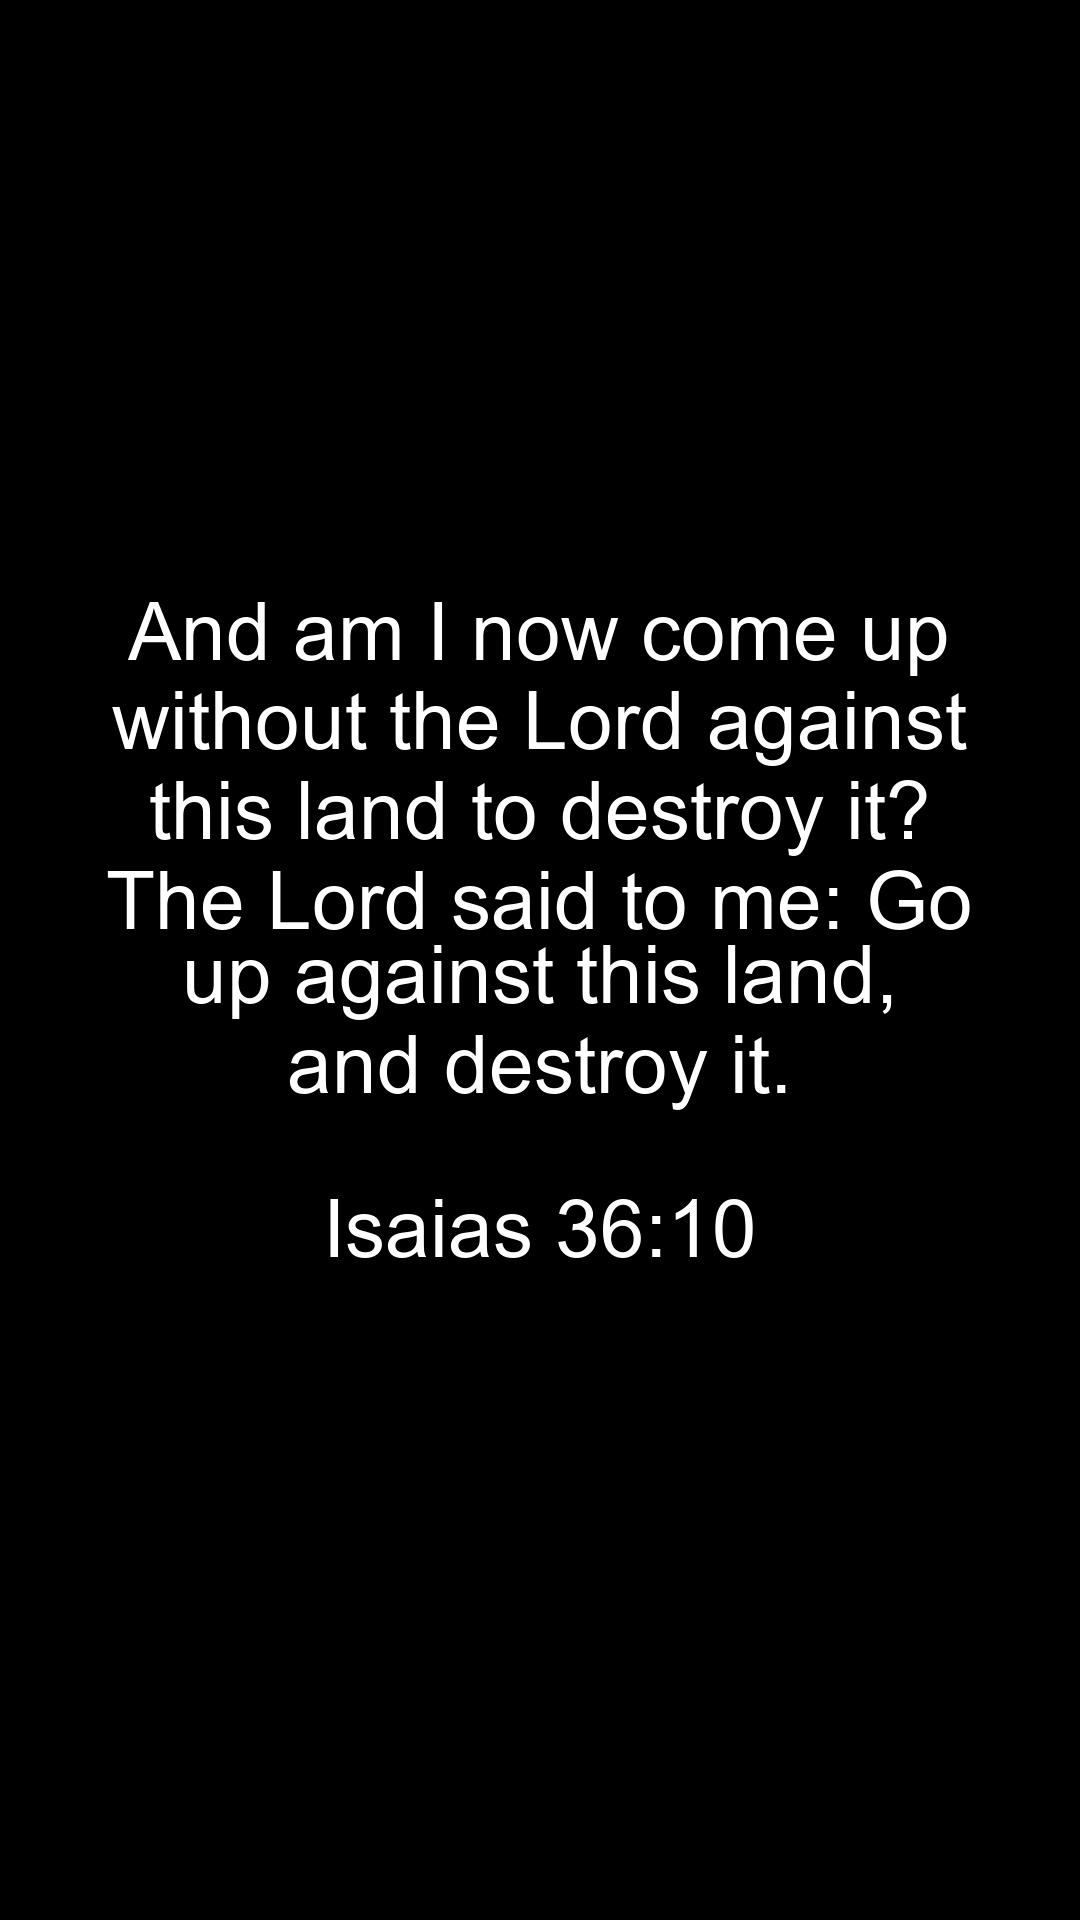 And am I now come up
without the Lord against
this land to destroy it?
The Lord said to me: Go
up against this land,
and destroy it.
Isaias 36:10